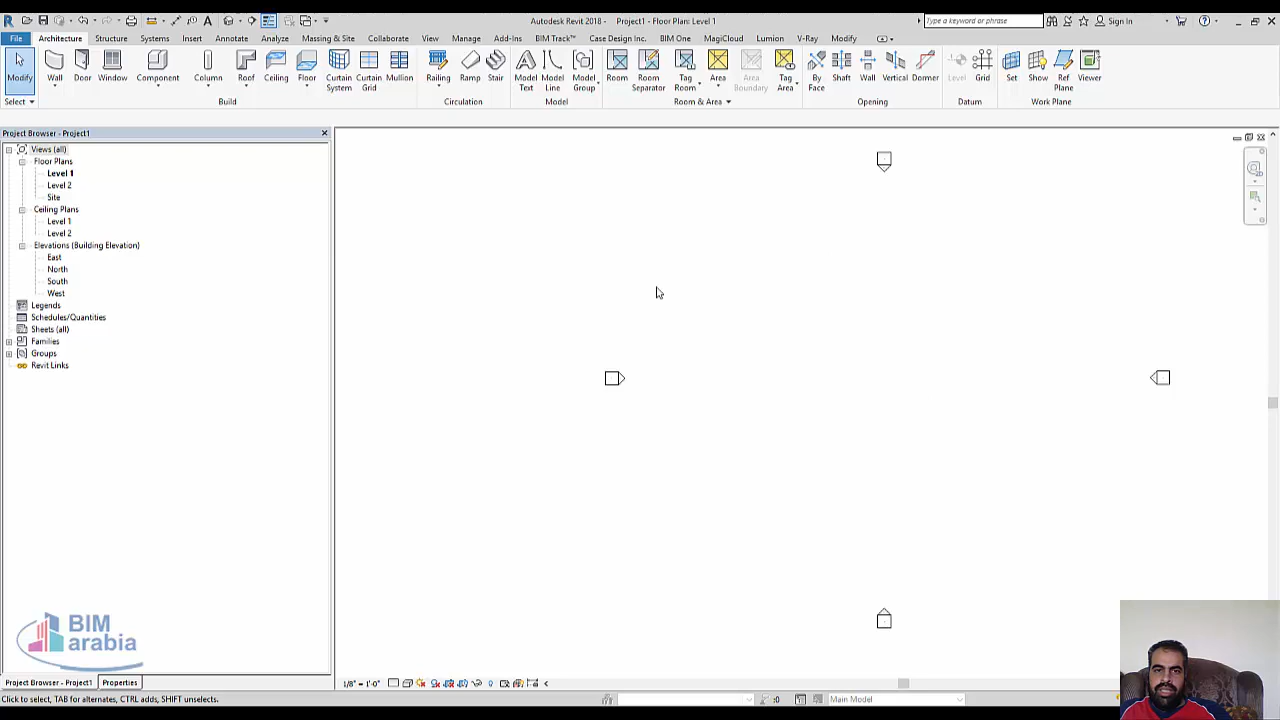 Autodesk Revit 2018 - Project1 - Floor Plan: Level 1
Type a keyword or phrase
Sign In
File Architecture Structure Systems Insert Annotate Analyze Massing & Site Collaborate View Manage Add-Ins BIM Track™ Case Design Inc. BIM One MagiCloud Lumion V-Ray Modify
Modify Wall Door Window Component Column Roof Ceiling Floor Curtain System Curtain Grid Mullion Railing Ramp Stair Model Text Model Line Model Group Room Room Separator Tag Room Area Area Boundary Tag Area By Face Shaft Wall Vertical Dormer Level Grid Set Show Ref Plane Viewer
Select Build Circulation Model Room & Area Opening Datum Work Plane
Project Browser - Project1
Views (all)
Floor Plans
Level 1
Level 2
Site
Ceiling Plans
Level 1
Level 2
Elevations (Building Elevation)
East
North
South
West
Legends
Schedules/Quantities
Sheets (all)
Families
Groups
Revit Links
BIM
arabia
Project Browser - Project1 Properties
1/8" = 1'-0"
Click to select, TAB for alternates, CTRL adds, SHIFT unselects.
:0
Main Model